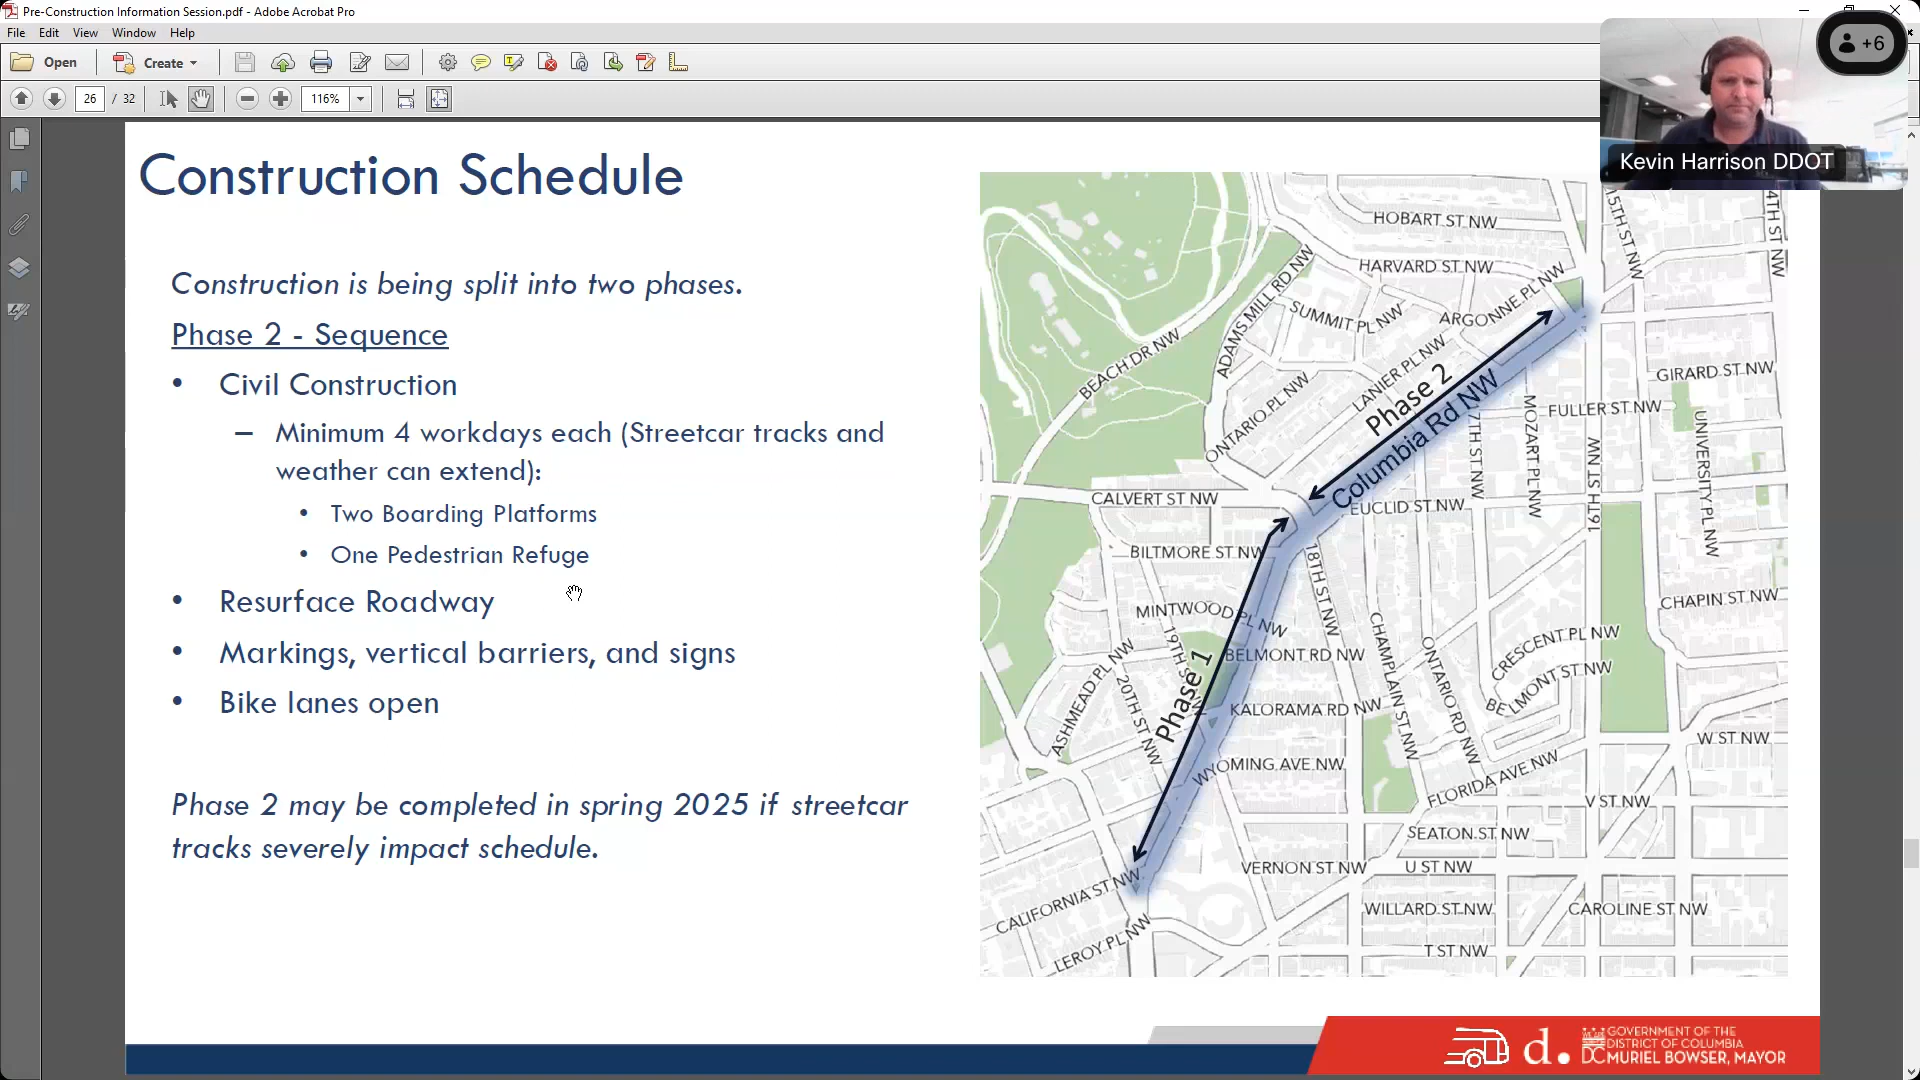 Pre-Construction Information Session.pdf - Adobe Acrobat Pro
File Edit View Window Help
Open Create
26 / 32 116%
+6
Kevin Harrison DDOT
Construction Schedule
Construction is being split into two phases.
Phase 2 - Sequence
• Civil Construction
– Minimum 4 workdays each (Streetcar tracks and
weather can extend):
• Two Boarding Platforms
• One Pedestrian Refuge
• Resurface Roadway
• Markings, vertical barriers, and signs
• Bike lanes open
Phase 2 may be completed in spring 2025 if streetcar
tracks severely impact schedule.
HOBART ST NW
15TH ST NW
4TH ST NW
HARVARD ST NW
ADAMS MILL RD NW
SUMMIT PL NW
ARGONNE PL NW
BEACH DR NW
LANIER PL NW
GIRARD ST NW
Phase 2
Columbia Rd NW
ONTARIO PL NW
FULLER ST NW
7TH ST NW
MOZART PL NW
16TH ST NW
UNIVERSITY PL NW
CALVERT ST NW
EUCLID ST NW
BILTMORE ST NW
18TH ST NW
MINTWOOD PL NW
CHAPIN ST NW
CRESCENT PL NW
BELMONT RD NW
BELMONT ST NW
19TH ST NW
Phase 1
ASHMEAD PL NW
20TH ST NW
CHAMPLAIN ST NW
ONTARIO RD NW
KALORAMA RD NW
W ST NW
WYOMING AVE NW
FLORIDA AVE NW
V ST NW
SEATON ST NW
VERNON ST NW
U ST NW
CALIFORNIA ST NW
WILLARD ST NW
CAROLINE ST NW
LEROY PL NW
T ST NW
d.
WE ARE DC
GOVERNMENT OF THE
DISTRICT OF COLUMBIA
MURIEL BOWSER, MAYOR